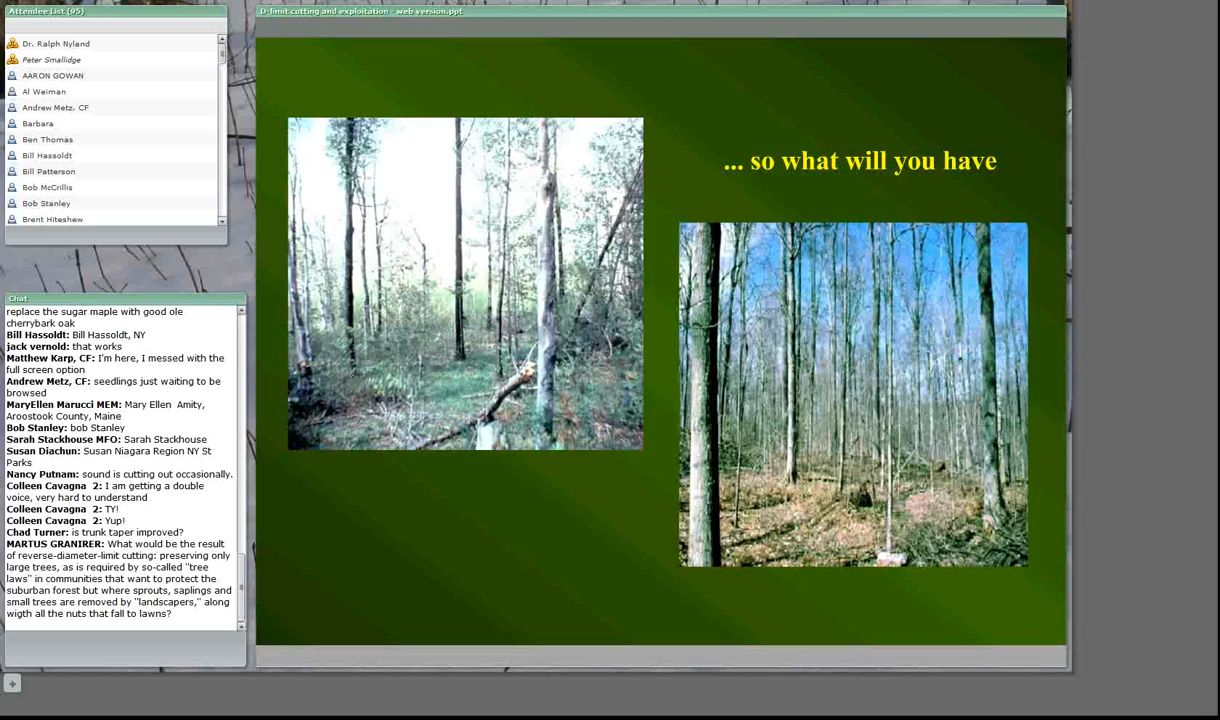 Attendee List (95)
Dr. Ralph Nyland
Peter Smallidge
AARON GOWAN
Al Weiman
Andrew Metz, CF
Barbara
Ben Thomas
Bill Hassoldt
Bill Patterson
Bob McCrillis
Bob Stanley
Brent Hiteshew
Chat
replace the sugar maple with good ole
cherrybark oak
Bill Hassoldt: Bill Hassoldt, NY
jack vernold: that works
Matthew Karp, CF: I'm here, I messed with the
full screen option
Andrew Metz, CF: seedlings just waiting to be
browsed
MaryEllen Marucci MEM: Mary Ellen Amity,
Aroostook County, Maine
Bob Stanley: bob Stanley
Sarah Stackhouse MFO: Sarah Stackhouse
Susan Diachun: Susan Niagara Region NY St
Parks
Nancy Putnam: sound is cutting out occasionally.
Colleen Cavagna 2: I am getting a double
voice, very hard to understand
Colleen Cavagna 2: TY!
Colleen Cavagna 2: Yup!
Chad Turner: is trunk taper improved?
MARTUS GRANIRER: What would be the result
of reverse-diameter-limit cutting: preserving only
large trees, as is required by so-called "tree
laws" in communities that want to protect the
suburban forest but where sprouts, saplings and
small trees are removed by "landscapers," along
wigth all the nuts that fall to lawns?
D-limit cutting and exploitation - web version.ppt
... so what will you have